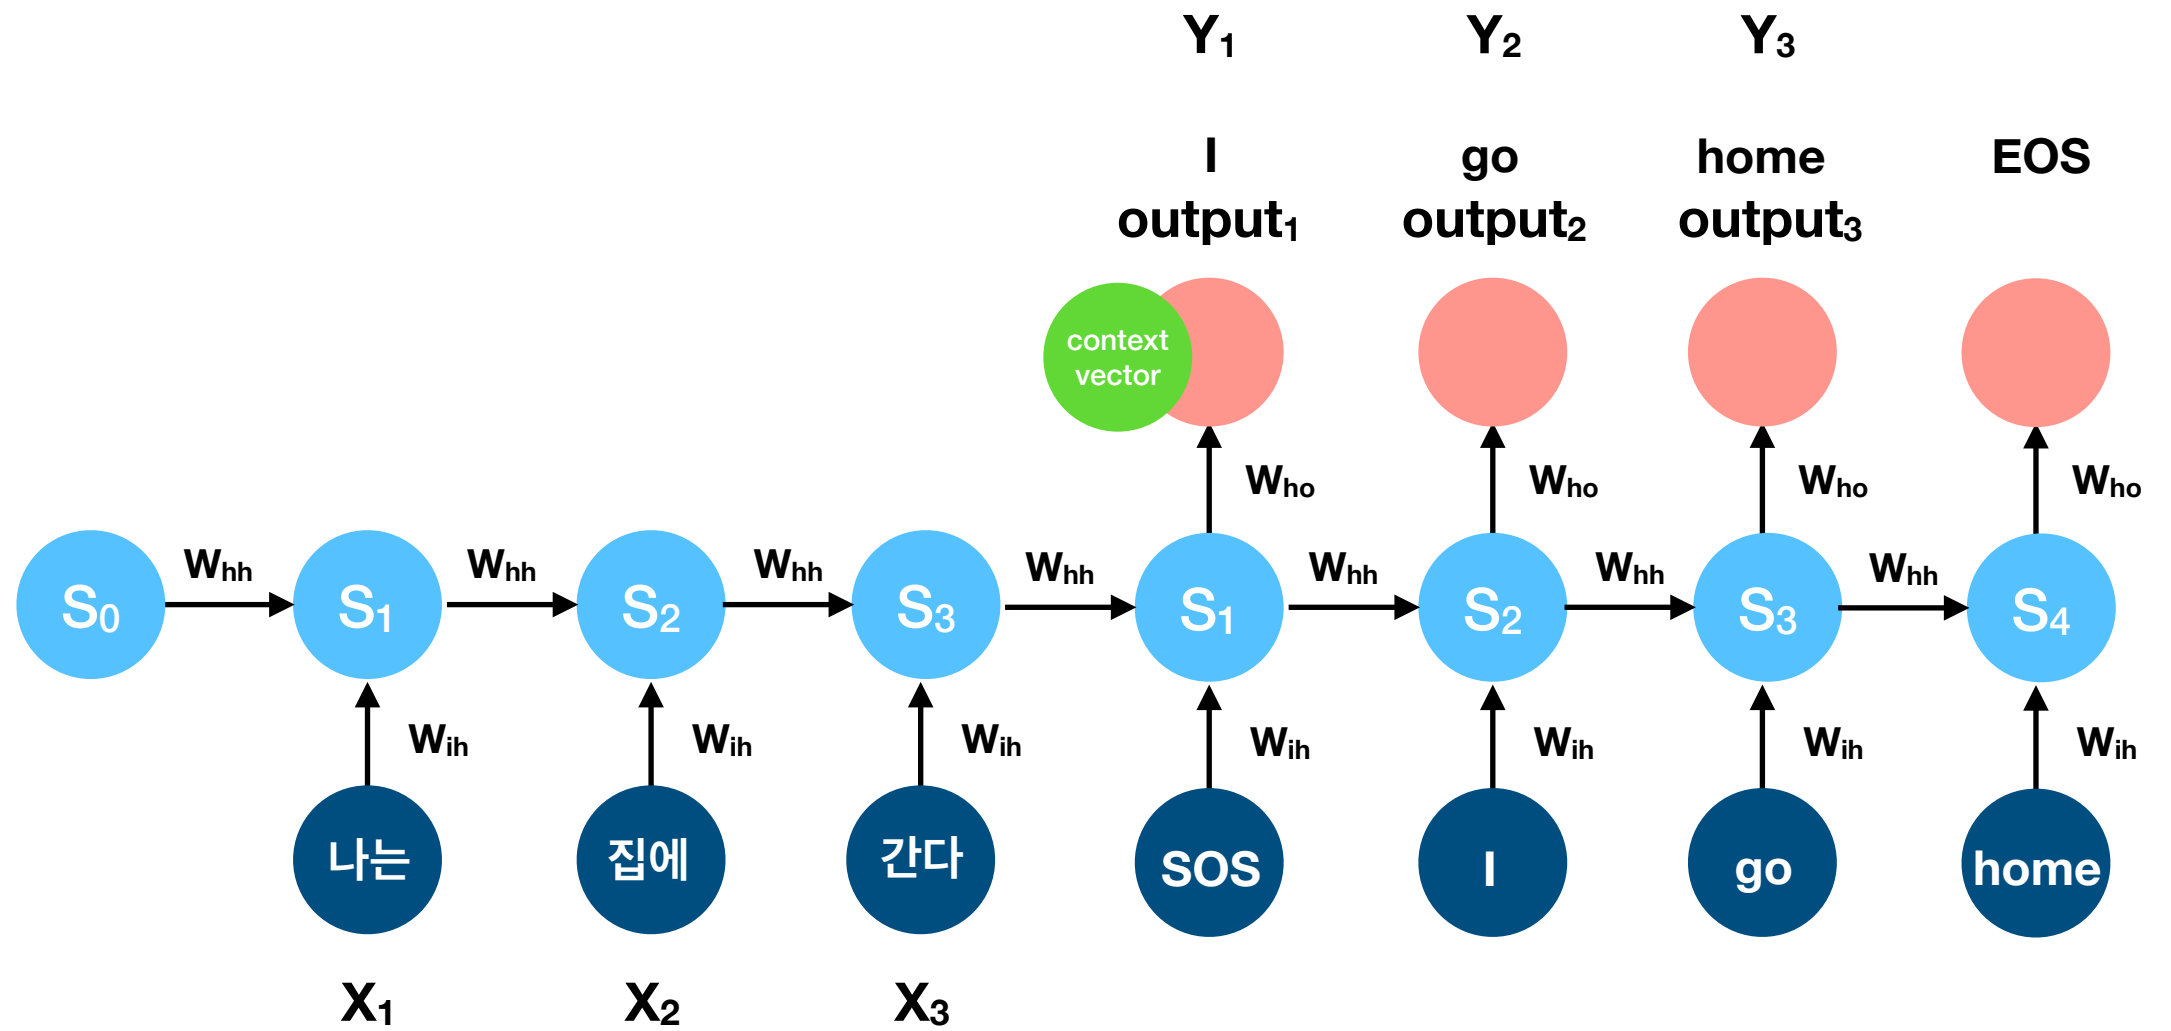 Y₁ Y₂ Y₃
I go home EOS
output₁ output₂ output₃
context
vector
Wₕₒ Wₕₒ Wₕₒ Wₕₒ
Wₕₕ Wₕₕ Wₕₕ Wₕₕ Wₕₕ Wₕₕ Wₕₕ
S₀ S₁ S₂ S₃ S₁ S₂ S₃ S₄
Wᵢₕ Wᵢₕ Wᵢₕ Wᵢₕ Wᵢₕ Wᵢₕ Wᵢₕ
나는 집에 간다 SOS I go home
X₁ X₂ X₃